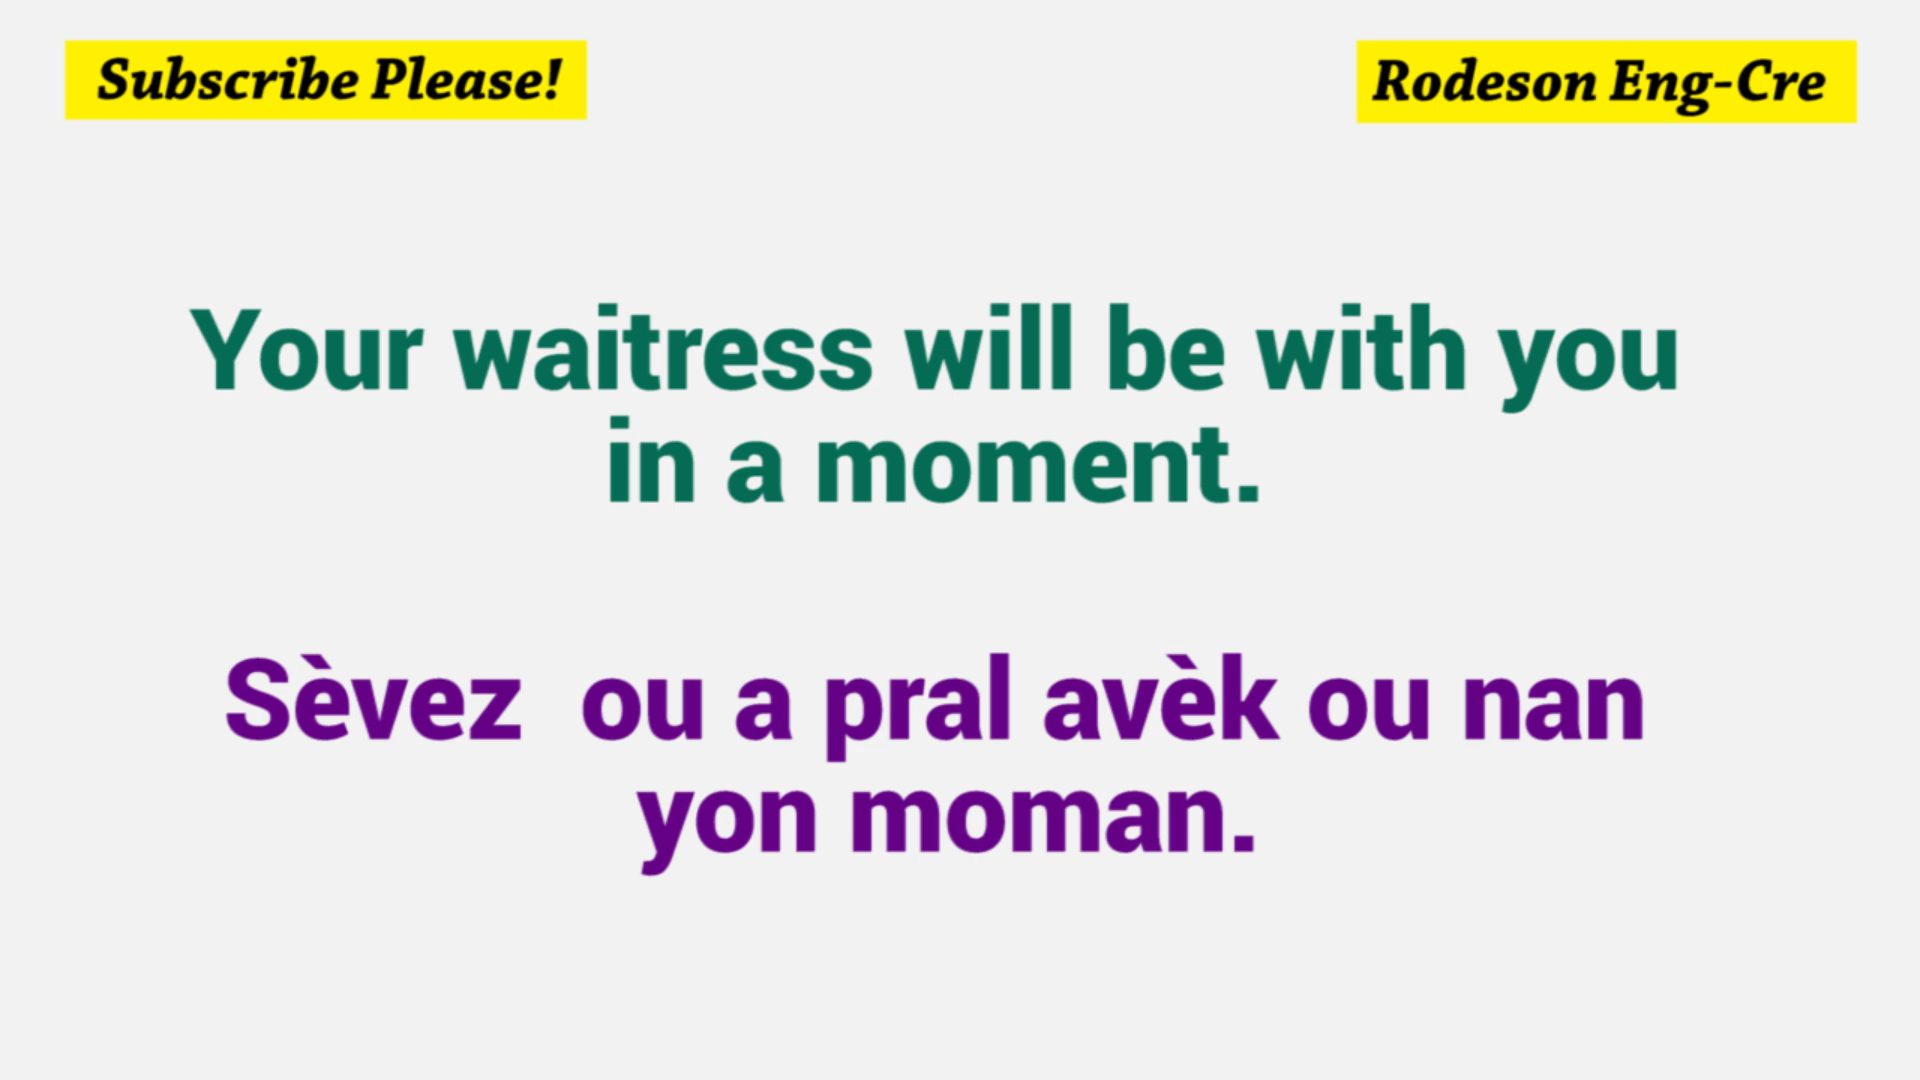 Subscribe Please!
Rodeson Eng-Cre
Your waitress will be with you
in a moment.
Sèvez  ou a pral avèk ou nan
yon moman.